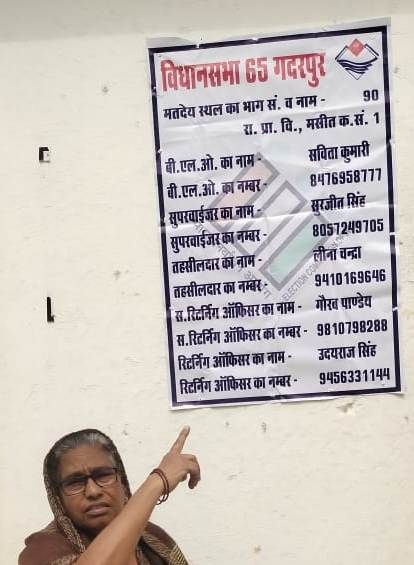 विधानसभा 65 गदरपुर
मतदेय स्थल का भाग सं. व नाम - 90
रा. प्रा. वि., मसीत क.सं. 1
बी.एल.ओ. का नाम - सविता कुमारी
बी.एल.ओ. का नम्बर - 8476958777
सुपरवाईजर का नाम - सुरजीत सिंह
सुपरवाईजर का नम्बर - 8057249705
तहसीलदार का नाम - लीना चन्द्रा
तहसीलदार का नम्बर - 9410169646
स.रिटर्निग ऑफिसर का नाम - गौरव पाण्डेय
स.रिटर्निग ऑफिसर का नम्बर - 9810798288
रिटर्निग ऑफिसर का नाम - उदयराज सिंह
रिटर्निग ऑफिसर का नम्बर - 9456331144